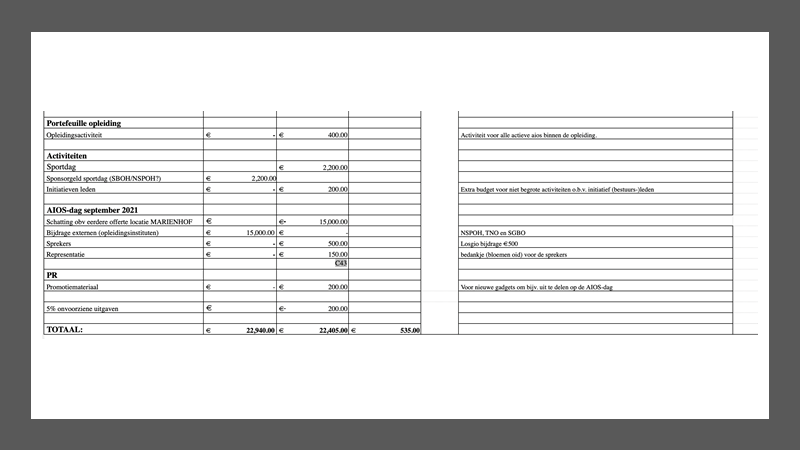 Portefeuille opleiding
Opleidingsactiviteit € - € 400.00 Activiteit voor alle actieve aios binnen de opleiding.
Activiteiten
Sportdag € 2,200.00
Sponsorgeld sportdag (SBOH/NSPOH?) € 2,200.00
Initiatieven leden € - € 200.00 Extra budget voor niet begrote activiteiten o.b.v. initiatief (bestuurs-)leden
AIOS-dag september 2021
Schatting obv eerdere offerte locatie MARIENHOF € €- 15,000.00
Bijdrage externen (opleidingsinstituten) € 15,000.00 € - NSPOH, TNO en SGBO
Sprekers € - € 500.00 Losgio bijdrage €500
Representatie € - € 150.00 bedankje (bloemen oid) voor de sprekers
C43
PR
Promotiemateriaal € - € 200.00 Voor nieuwe gadgets om bijv. uit te delen op de AIOS-dag
5% onvoorziene uitgaven € €- 200.00
TOTAAL: € 22,940.00 € 22,405.00 € 535.00